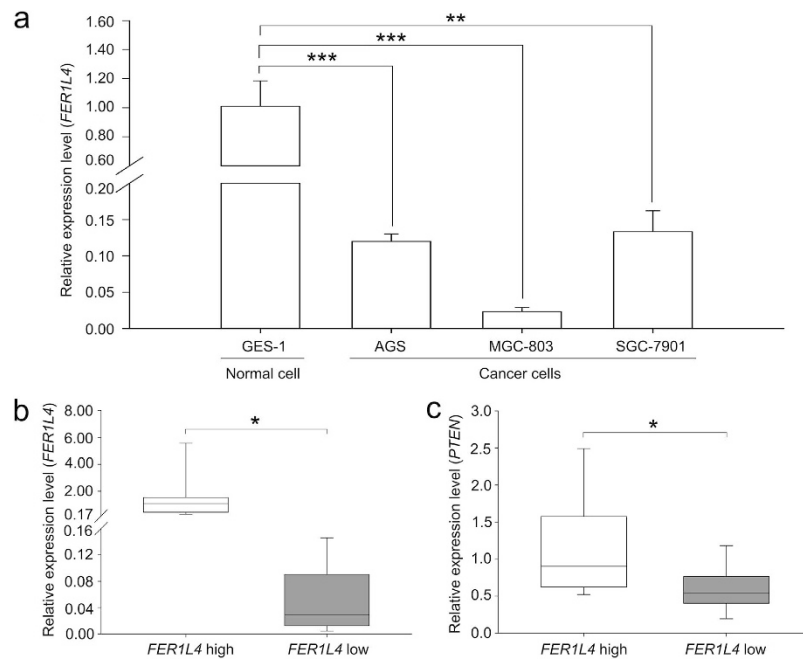 a
Relative expression level (FER1L4)
1.60
1.40
1.20
1.00
0.80
0.60
0.20
0.15
0.10
0.05
0.00
**
***
***
GES-1
AGS
MGC-803
SGC-7901
Normal cell
Cancer cells
b
Relative expression level (FER1L4)
8.00
6.00
4.00
2.00
0.17
0.16
0.12
0.08
0.04
0.00
*
FER1L4 high
FER1L4 low
c
Relative expression level (PTEN)
3.0
2.5
2.0
1.5
1.0
0.5
0.0
*
FER1L4 high
FER1L4 low